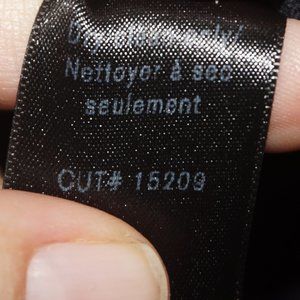 Dry clean only/
Nettoyer à sec
seulement
CUT# 15209